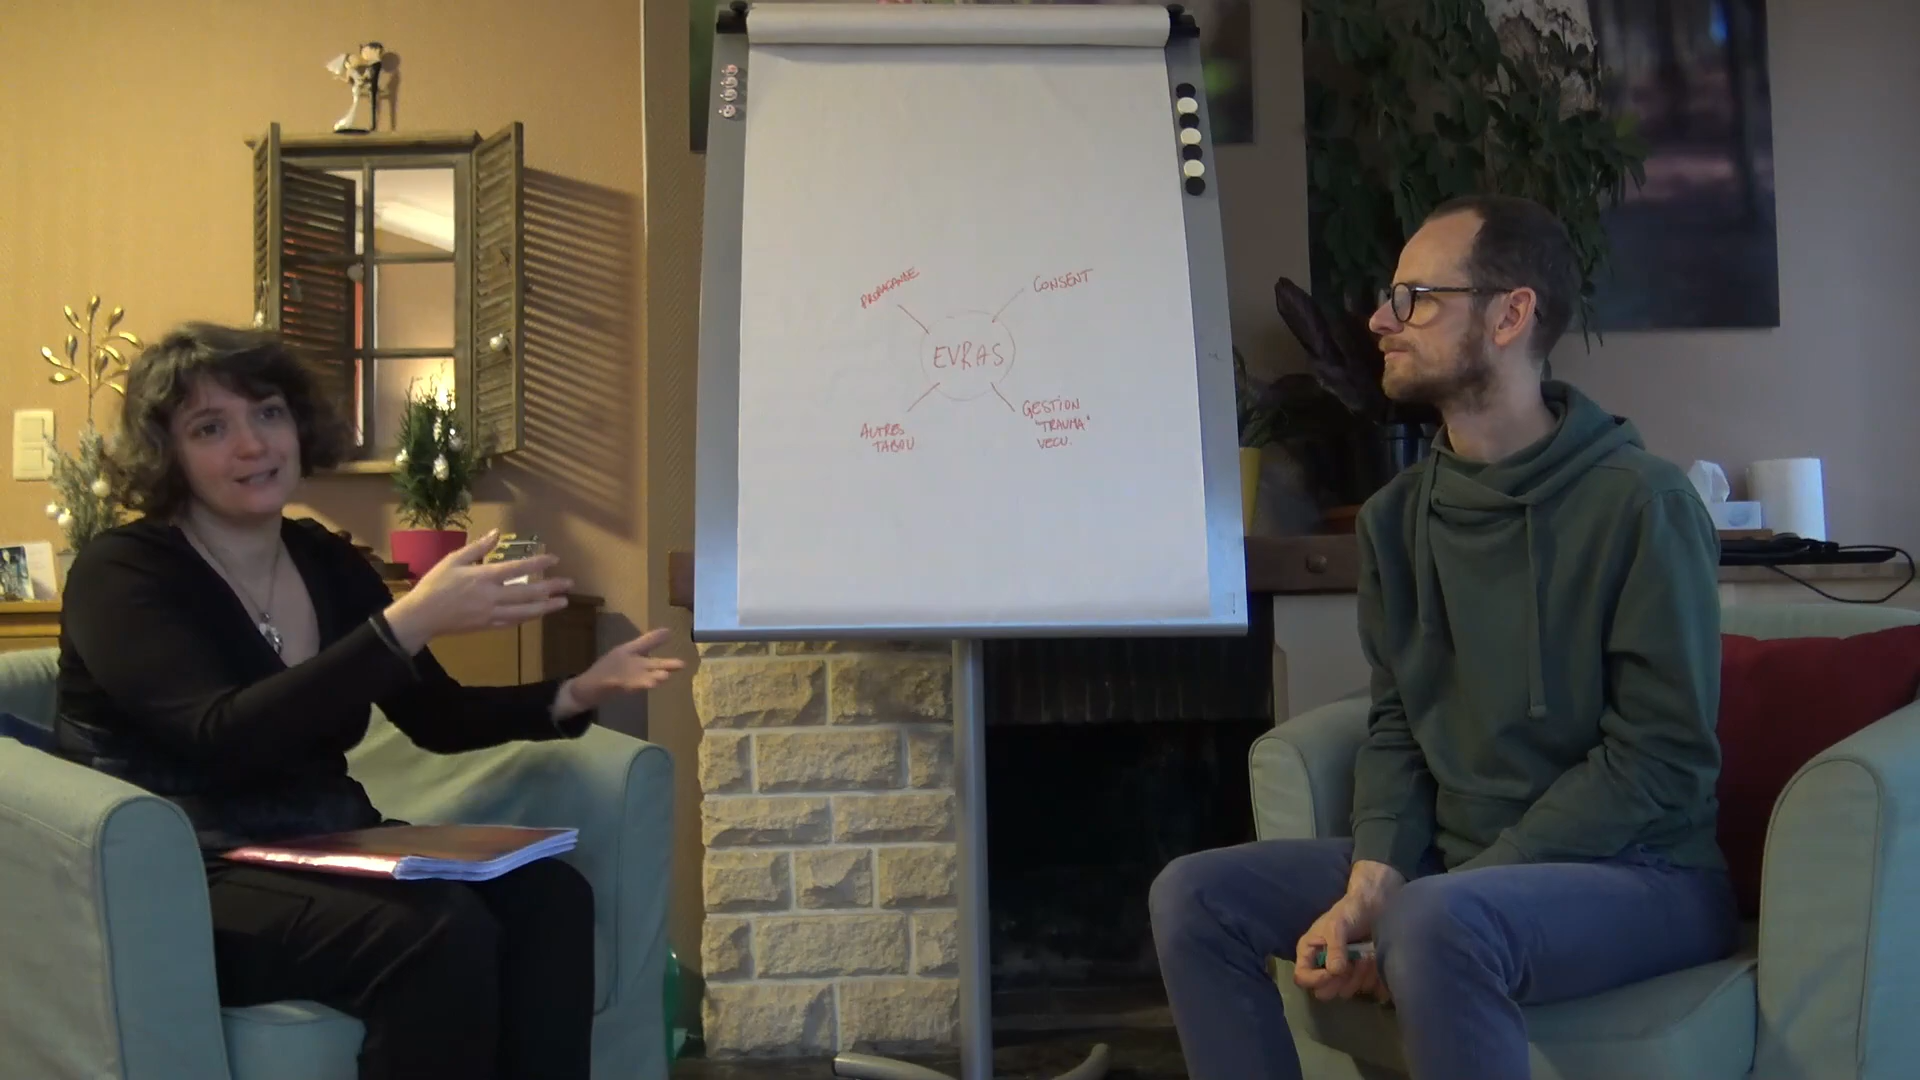 PROPAGANDE
CONSENT
EVRAS
AUTRES
TABOU
GESTION
"TRAUMA"
VECU.